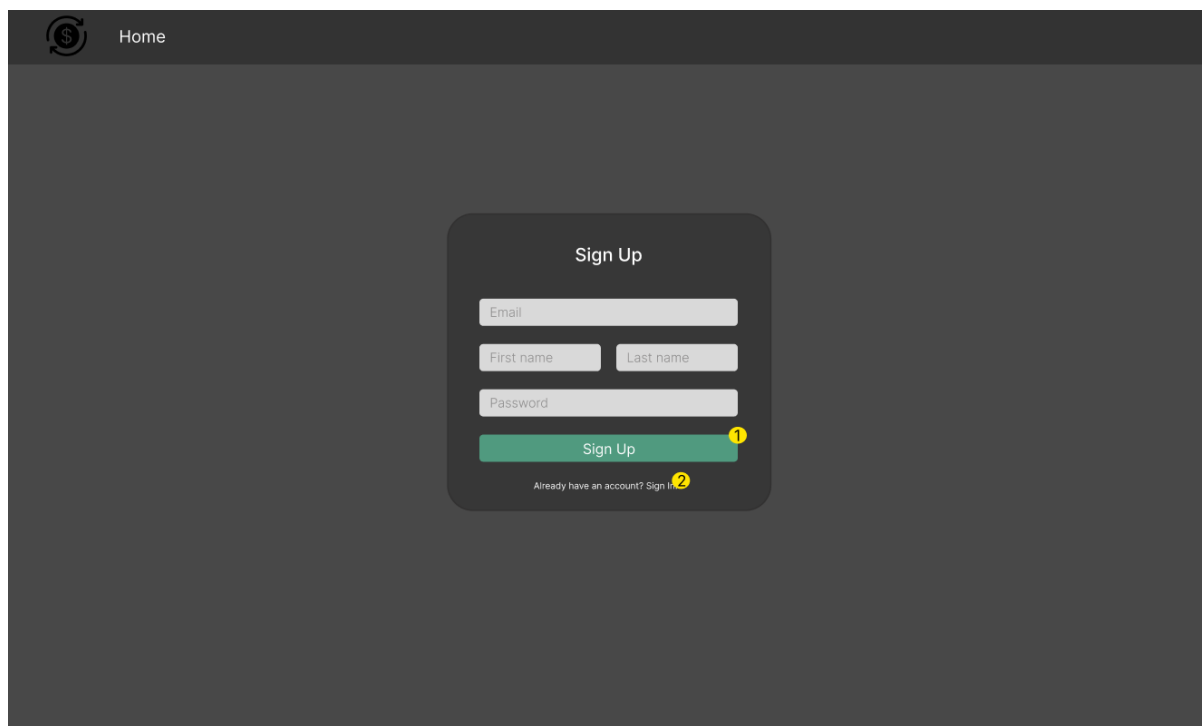 $ Home
Sign Up
Email
First name Last name
Password
Sign Up 1
Already have an account? Sign In 2